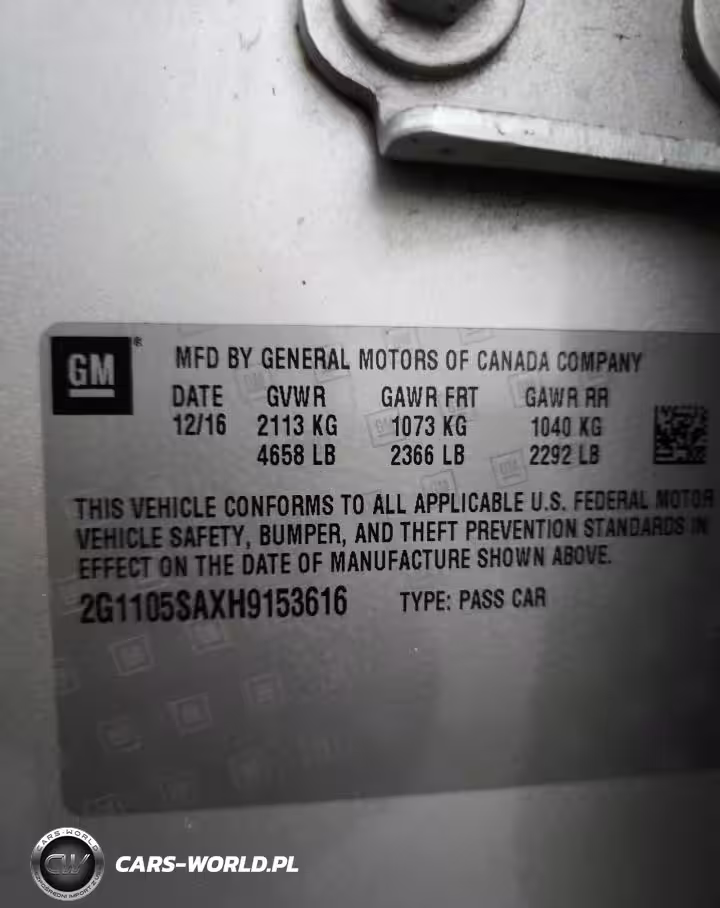 GM
MFD BY GENERAL MOTORS OF CANADA COMPANY
DATE GVWR GAWR FRT GAWR RR
12/16 2113 KG 1073 KG 1040 KG
4658 LB 2366 LB 2292 LB
THIS VEHICLE CONFORMS TO ALL APPLICABLE U.S. FEDERAL MOTOR
VEHICLE SAFETY, BUMPER, AND THEFT PREVENTION STANDARDS IN
EFFECT ON THE DATE OF MANUFACTURE SHOWN ABOVE.
2G1105SAXH9153616 TYPE: PASS CAR
CARS-WORLD
CW
CARS-WORLD.PL